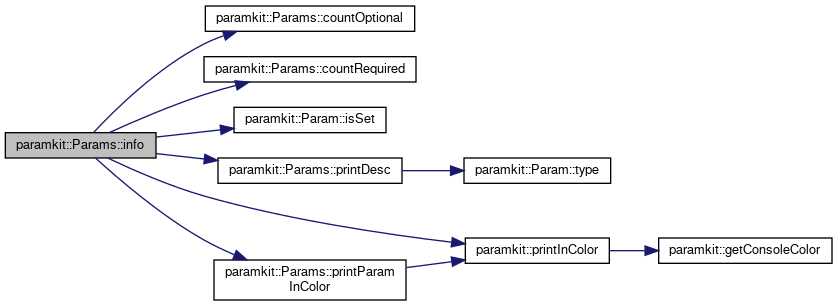 paramkit::Params::countOptional
paramkit::Params::countRequired
paramkit::Params::info
paramkit::Param::isSet
paramkit::Params::printDesc
paramkit::Param::type
paramkit::printInColor
paramkit::getConsoleColor
paramkit::Params::printParam
InColor